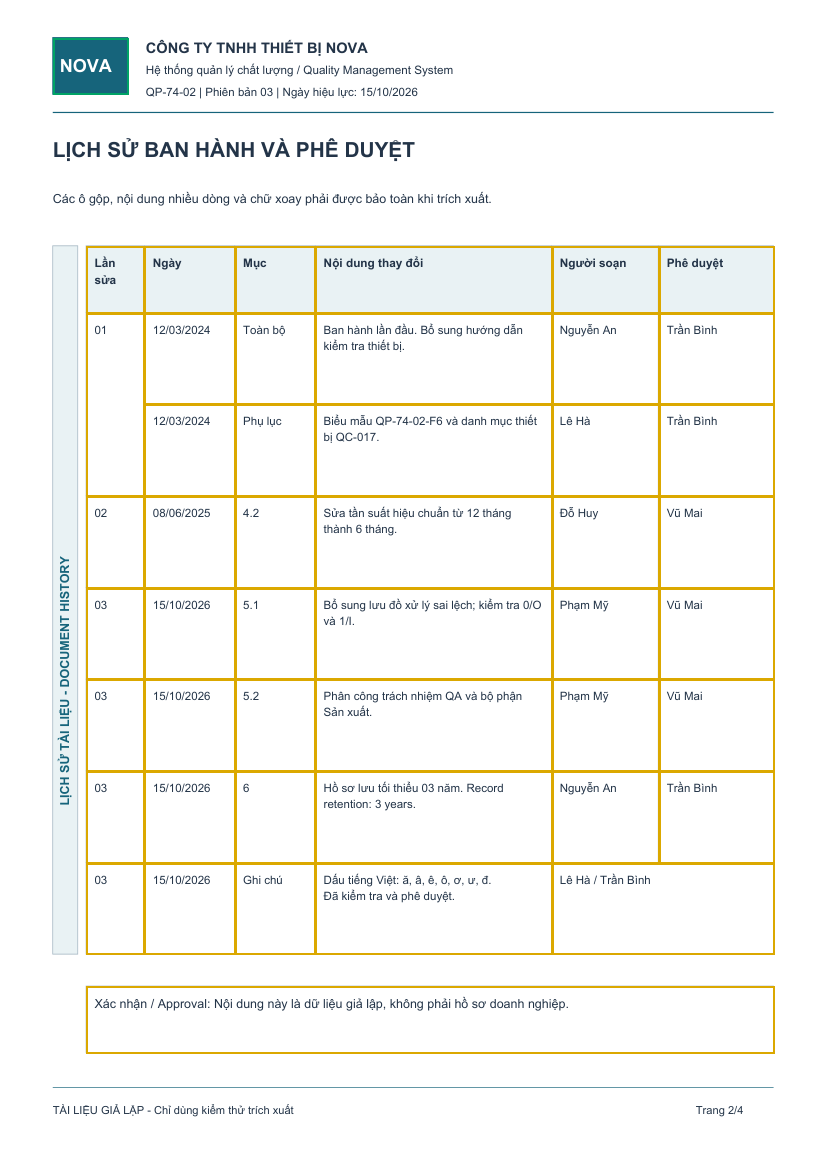 NOVA
CÔNG TY TNHH THIẾT BỊ NOVA
Hệ thống quản lý chất lượng / Quality Management System
QP-74-02 | Phiên bản 03 | Ngày hiệu lực: 15/10/2026
LỊCH SỬ BAN HÀNH VÀ PHÊ DUYỆT
Các ô gộp, nội dung nhiều dòng và chữ xoay phải được bảo toàn khi trích xuất.
LỊCH SỬ TÀI LIỆU - DOCUMENT HISTORY
Lần
sửa
Ngày
Mục
Nội dung thay đổi
Người soạn
Phê duyệt
01
12/03/2024
Toàn bộ
Ban hành lần đầu. Bổ sung hướng dẫn
kiểm tra thiết bị.
Nguyễn An
Trần Bình
12/03/2024
Phụ lục
Biểu mẫu QP-74-02-F6 và danh mục thiết
bị QC-017.
Lê Hà
Trần Bình
02
08/06/2025
4.2
Sửa tần suất hiệu chuẩn từ 12 tháng
thành 6 tháng.
Đỗ Huy
Vũ Mai
03
15/10/2026
5.1
Bổ sung lưu đồ xử lý sai lệch; kiểm tra 0/O
và 1/I.
Phạm Mỹ
Vũ Mai
03
15/10/2026
5.2
Phân công trách nhiệm QA và bộ phận
Sản xuất.
Phạm Mỹ
Vũ Mai
03
15/10/2026
6
Hồ sơ lưu tối thiểu 03 năm. Record
retention: 3 years.
Nguyễn An
Trần Bình
03
15/10/2026
Ghi chú
Dấu tiếng Việt: ă, â, ê, ô, ơ, ư, đ.
Đã kiểm tra và phê duyệt.
Lê Hà / Trần Bình
Xác nhận / Approval: Nội dung này là dữ liệu giả lập, không phải hồ sơ doanh nghiệp.
TÀI LIỆU GIẢ LẬP - Chỉ dùng kiểm thử trích xuất
Trang 2/4